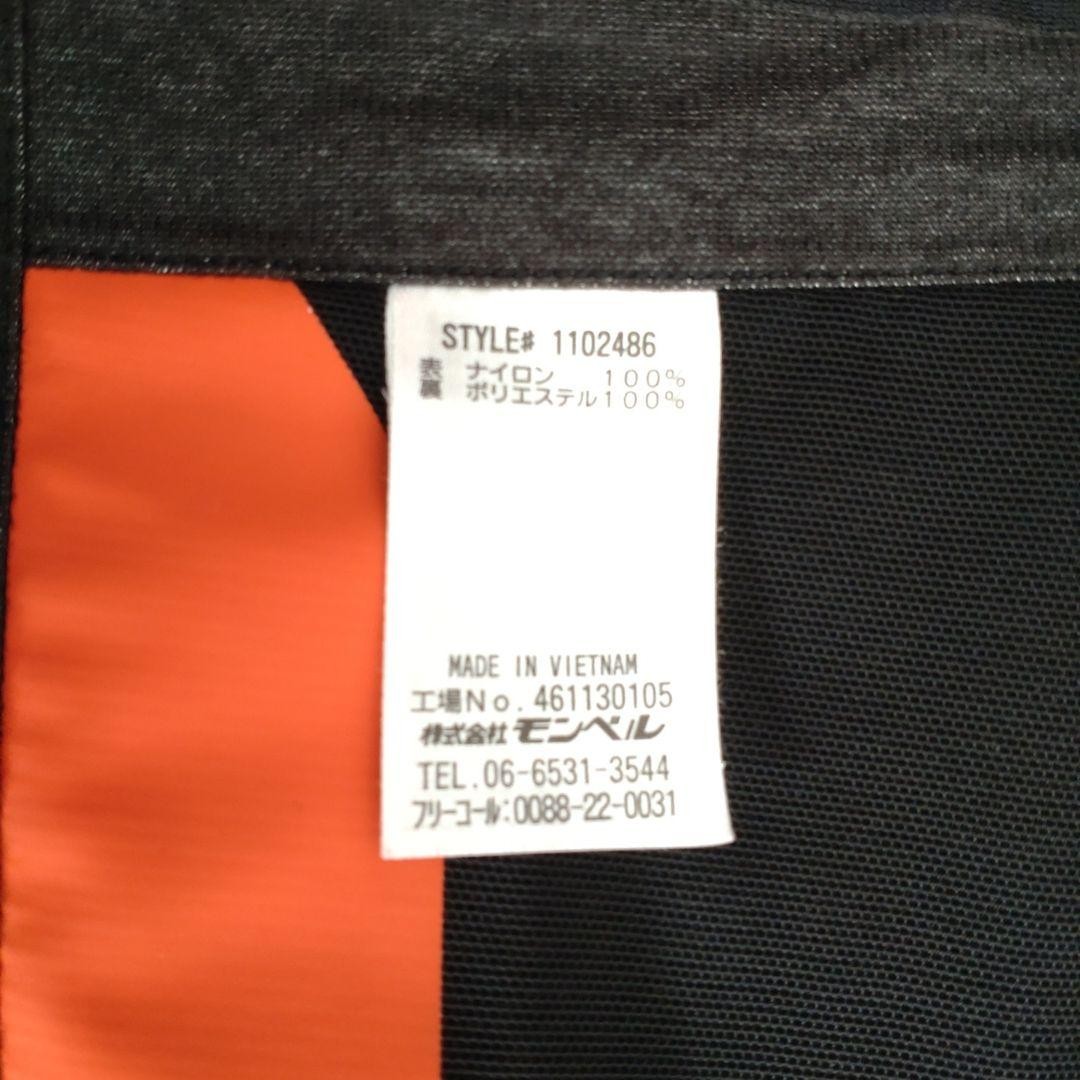 STYLE# 1102486
表 ナイロン 100%
裏 ポリエステル100%
MADE IN VIETNAM
工場No.461130105
株式会社モンベル
TEL.06-6531-3544
フリーコール:0088-22-0031